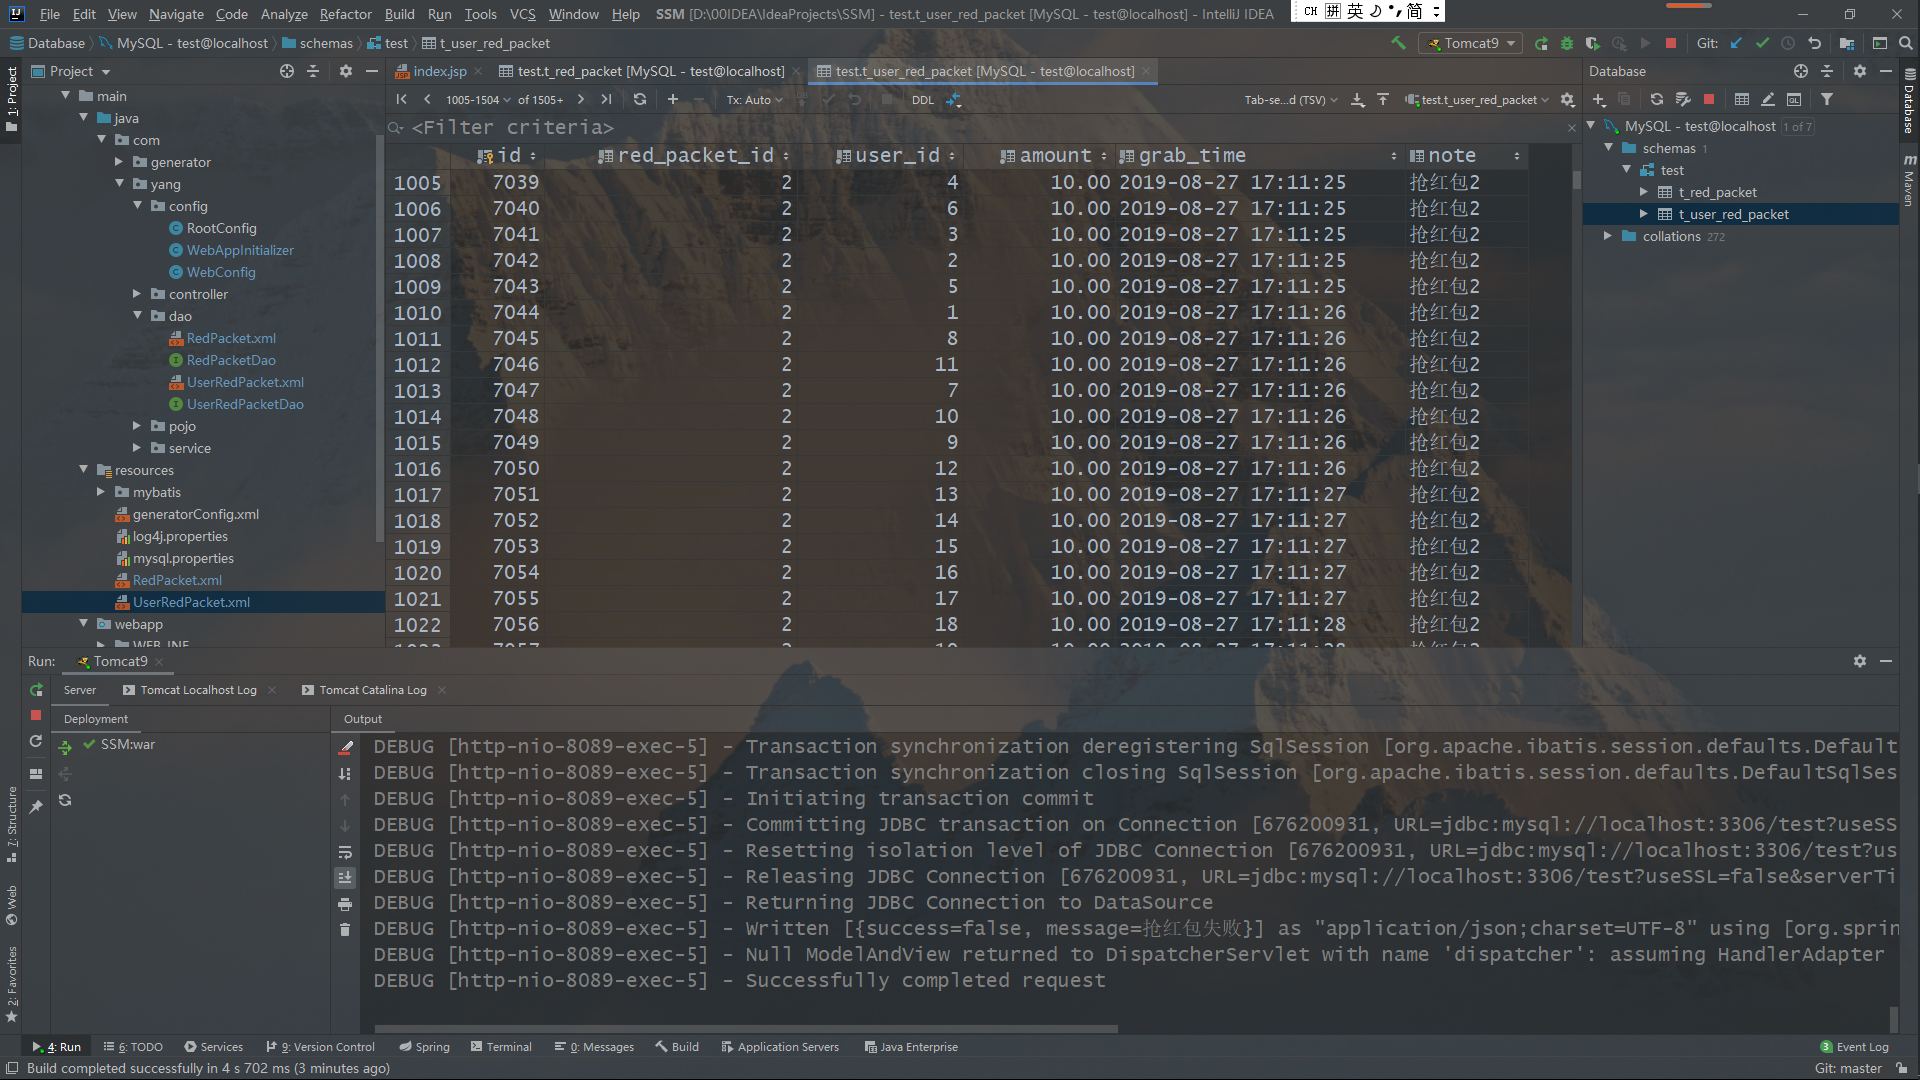 File Edit View Navigate Code Analyze Refactor Build Run Tools VCS Window Help SSM [D:\00IDEA\IdeaProjects\SSM] - test.t_user_red_packet [MySQL - test@localhost] - IntelliJ IDEA
CH 拼 英 简
Database MySQL - test@localhost schemas test t_user_red_packet
Tomcat9 Git:
Project
index.jsp test.t_red_packet [MySQL - test@localhost] test.t_user_red_packet [MySQL - test@localhost]
Database
1005-1504 of 1505+ Tx: Auto DDL Tab-se...d (TSV) test.t_user_red_packet
<Filter criteria>
id red_packet_id user_id amount grab_time note
1005 7039 2 4 10.00 2019-08-27 17:11:25 抢红包2
1006 7040 2 6 10.00 2019-08-27 17:11:25 抢红包2
1007 7041 2 3 10.00 2019-08-27 17:11:25 抢红包2
1008 7042 2 2 10.00 2019-08-27 17:11:25 抢红包2
1009 7043 2 5 10.00 2019-08-27 17:11:25 抢红包2
1010 7044 2 1 10.00 2019-08-27 17:11:26 抢红包2
1011 7045 2 8 10.00 2019-08-27 17:11:26 抢红包2
1012 7046 2 11 10.00 2019-08-27 17:11:26 抢红包2
1013 7047 2 7 10.00 2019-08-27 17:11:26 抢红包2
1014 7048 2 10 10.00 2019-08-27 17:11:26 抢红包2
1015 7049 2 9 10.00 2019-08-27 17:11:26 抢红包2
1016 7050 2 12 10.00 2019-08-27 17:11:26 抢红包2
1017 7051 2 13 10.00 2019-08-27 17:11:27 抢红包2
1018 7052 2 14 10.00 2019-08-27 17:11:27 抢红包2
1019 7053 2 15 10.00 2019-08-27 17:11:27 抢红包2
1020 7054 2 16 10.00 2019-08-27 17:11:27 抢红包2
1021 7055 2 17 10.00 2019-08-27 17:11:27 抢红包2
1022 7056 2 18 10.00 2019-08-27 17:11:28 抢红包2
1: Project
main
java
com
generator
yang
config
RootConfig
WebAppInitializer
WebConfig
controller
dao
RedPacket.xml
RedPacketDao
UserRedPacket.xml
UserRedPacketDao
pojo
service
resources
mybatis
generatorConfig.xml
log4j.properties
mysql.properties
RedPacket.xml
UserRedPacket.xml
webapp
MySQL - test@localhost 1 of 7
schemas 1
test
t_red_packet
t_user_red_packet
collations 272
Database
Maven
Run: Tomcat9
Server Tomcat Localhost Log Tomcat Catalina Log
Deployment Output
SSM:war
DEBUG [http-nio-8089-exec-5] - Transaction synchronization deregistering SqlSession [org.apache.ibatis.session.defaults.Default
DEBUG [http-nio-8089-exec-5] - Transaction synchronization closing SqlSession [org.apache.ibatis.session.defaults.DefaultSqlSes
DEBUG [http-nio-8089-exec-5] - Initiating transaction commit
DEBUG [http-nio-8089-exec-5] - Committing JDBC transaction on Connection [676200931, URL=jdbc:mysql://localhost:3306/test?useSS
DEBUG [http-nio-8089-exec-5] - Resetting isolation level of JDBC Connection [676200931, URL=jdbc:mysql://localhost:3306/test?us
DEBUG [http-nio-8089-exec-5] - Releasing JDBC Connection [676200931, URL=jdbc:mysql://localhost:3306/test?useSSL=false&serverTi
DEBUG [http-nio-8089-exec-5] - Returning JDBC Connection to DataSource
DEBUG [http-nio-8089-exec-5] - Written [{success=false, message=抢红包失败}] as "application/json;charset=UTF-8" using [org.sprin
DEBUG [http-nio-8089-exec-5] - Null ModelAndView returned to DispatcherServlet with name 'dispatcher': assuming HandlerAdapter
DEBUG [http-nio-8089-exec-5] - Successfully completed request
7: Structure
Web
2: Favorites
4: Run 6: TODO Services 9: Version Control Spring Terminal 0: Messages Build Application Servers Java Enterprise 3 Event Log
Build completed successfully in 4 s 702 ms (3 minutes ago) Git: master